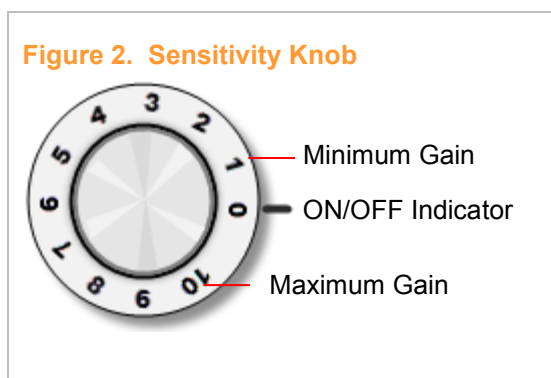 Figure 2. Sensitivity Knob
3
4
2
5
1
Minimum Gain
6
0
ON/OFF Indicator
7
8
9
10
Maximum Gain